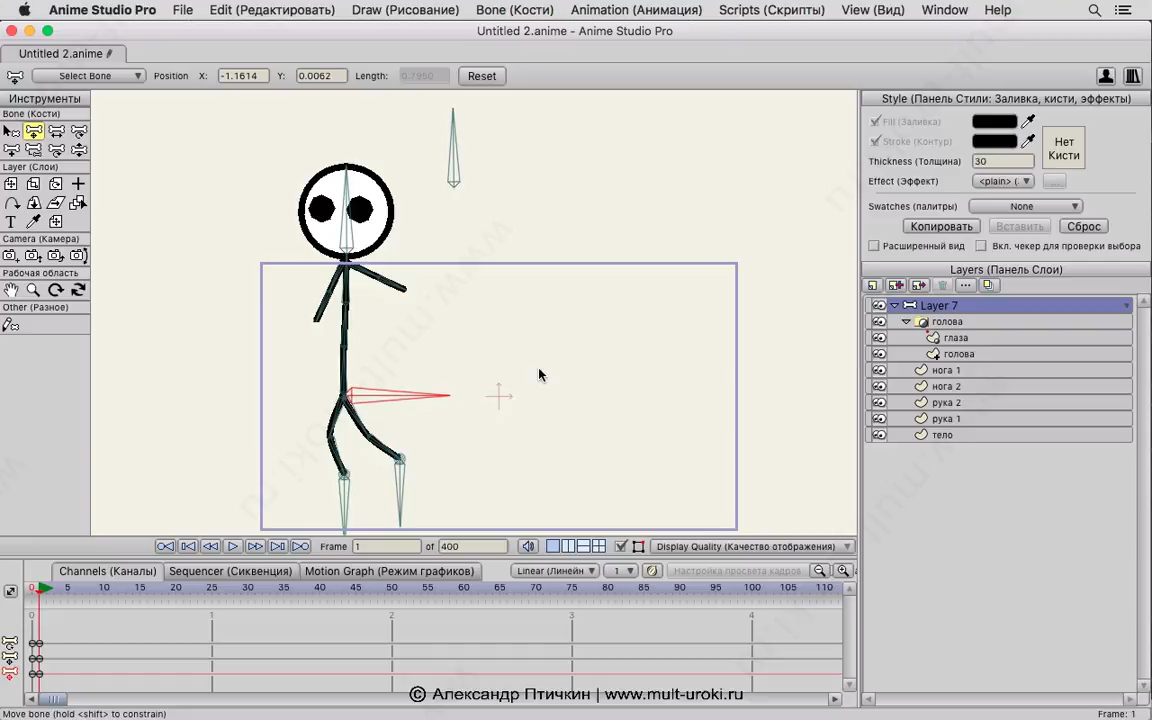 Anime Studio Pro File Edit (Редактировать) Draw (Рисование) Bone (Кости) Animation (Анимация) Scripts (Скрипты) View (Вид) Window Help
Untitled 2.anime - Anime Studio Pro
Untitled 2.anime
Select Bone Position X: -1.1614 Y: 0.0062 Length: 0.7950 Reset
Инструменты
Bone (Кости)
Layer (Слои)
T
Camera (Камера)
Рабочая область
Other (Разное)
Style (Панель Стили: Заливка, кисти, эффекты)
Fill (Заливка)
Stroke (Контур)
Нет
Кисти
Thickness (Толщина) 30
Effect (Эффект) <plain> (
...
Swatches (палитры) None
Копировать Вставить Сброс
Расширенный вид Вкл. чекер для проверки выбора
Layers (Панель Слои)
Layer 7
голова
глаза
голова
нога 1
нога 2
рука 2
рука 1
тело
Frame 1 of 400 Display Quality (Качество отображения)
Channels (Каналы) Sequencer (Сиквенция) Motion Graph (Режим графиков) Linear (Линейн 1 Настройка просвета кадров
0 5 10 15 20 25 30 35 40 45 50 55 60 65 70 75 80 85 90 95 100 105 110
0 1 2 3 4
© Александр Птичкин | www.mult-uroki.ru
Move bone (hold <shift> to constrain) Frame: 1